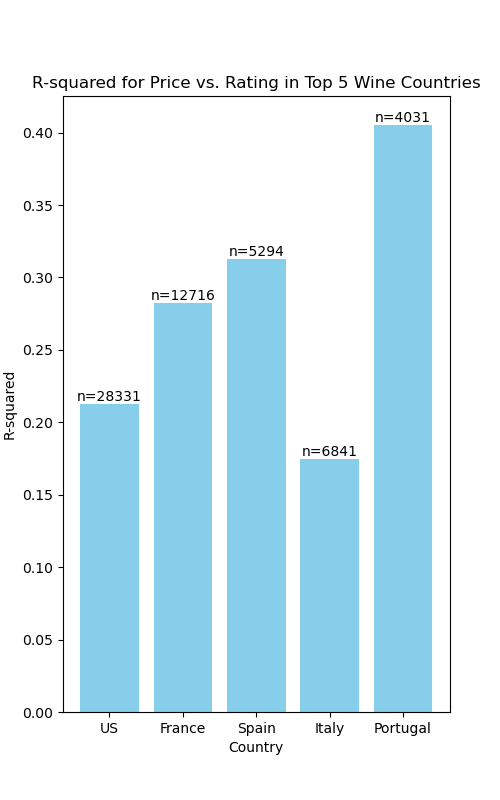 R-squared for Price vs. Rating in Top 5 Wine Countries
n=4031
0.40
0.35
n=5294
0.30
n=12716
0.25
n=28331
R-squared
0.20
n=6841
0.15
0.10
0.05
0.00
US France Spain Italy Portugal
Country